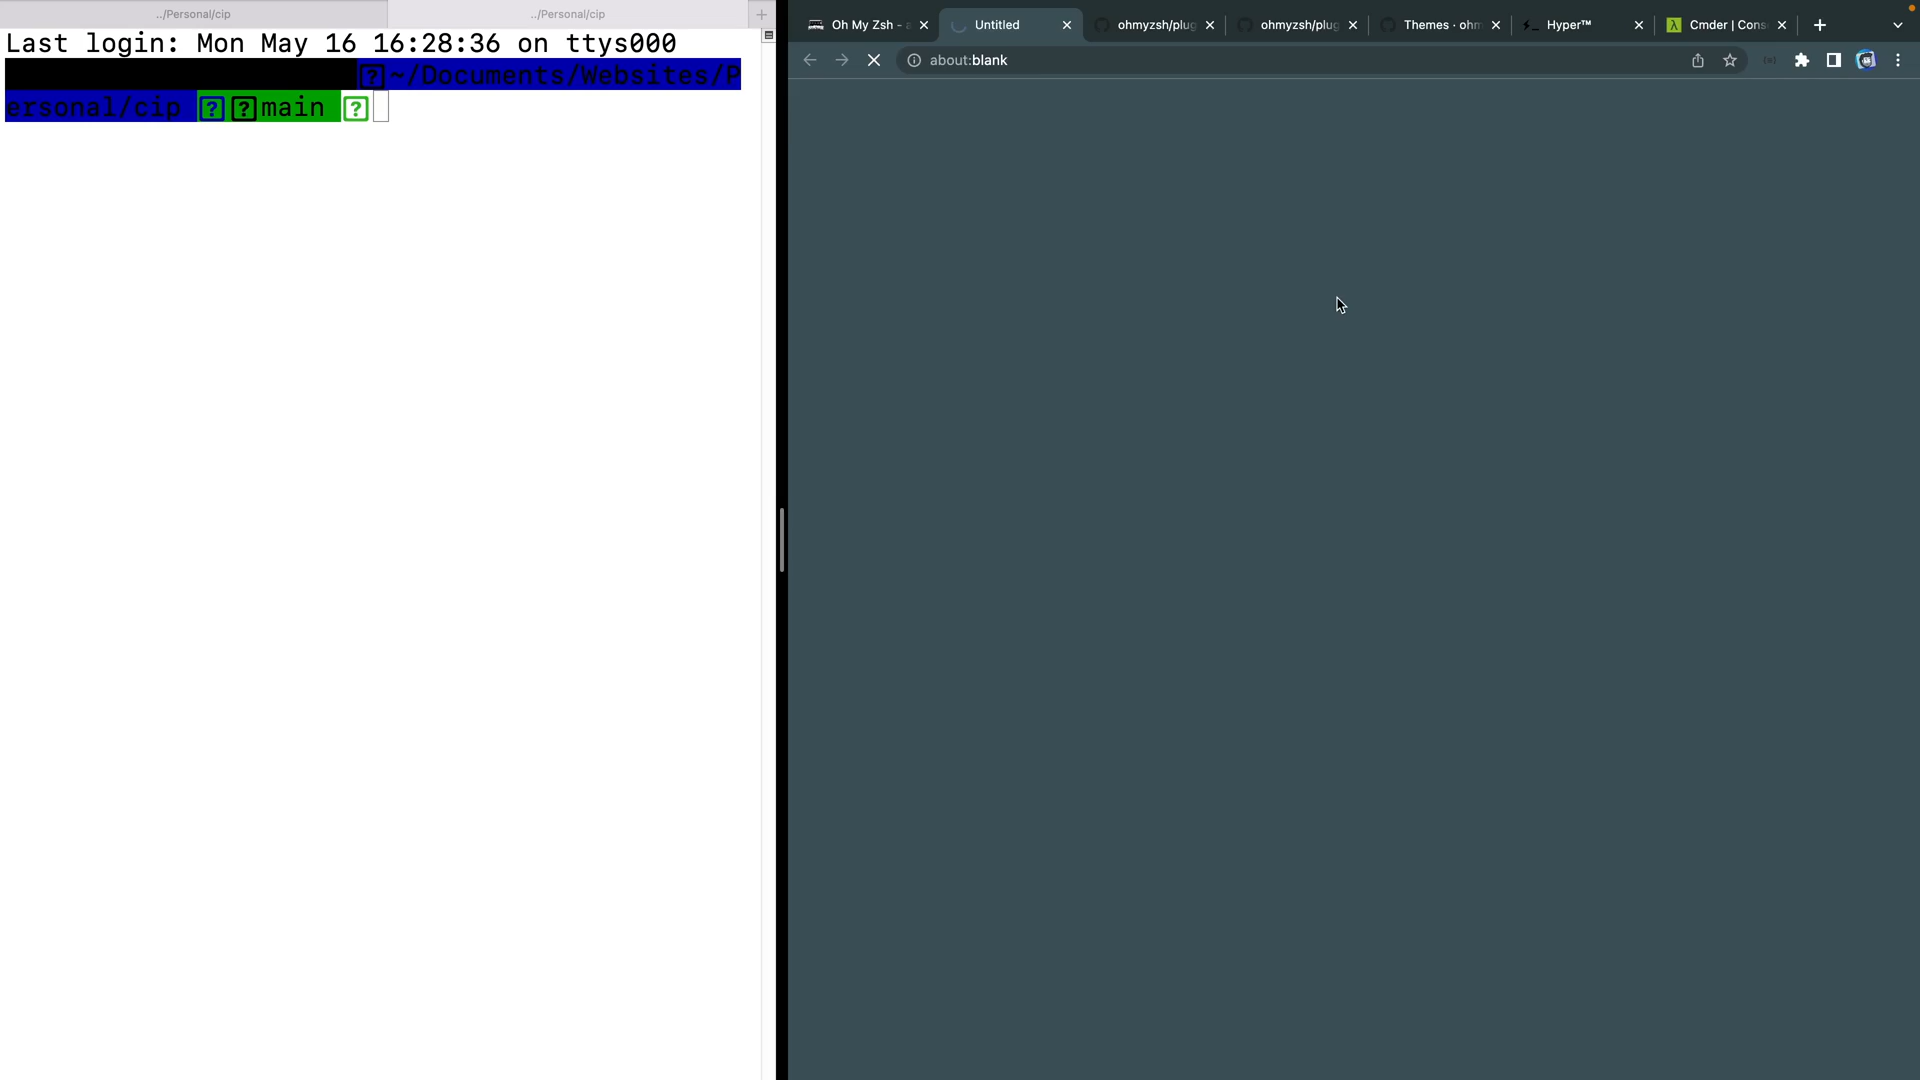 ../Personal/cip
../Personal/cip
Last login: Mon May 16 16:28:36 on ttys000
~/Documents/Websites/P
ersonal/cip main
Oh My Zsh -
Untitled
ohmyzsh/plug
ohmyzsh/plug
Themes · ohm
Hyper™
Cmder | Cons
about:blank